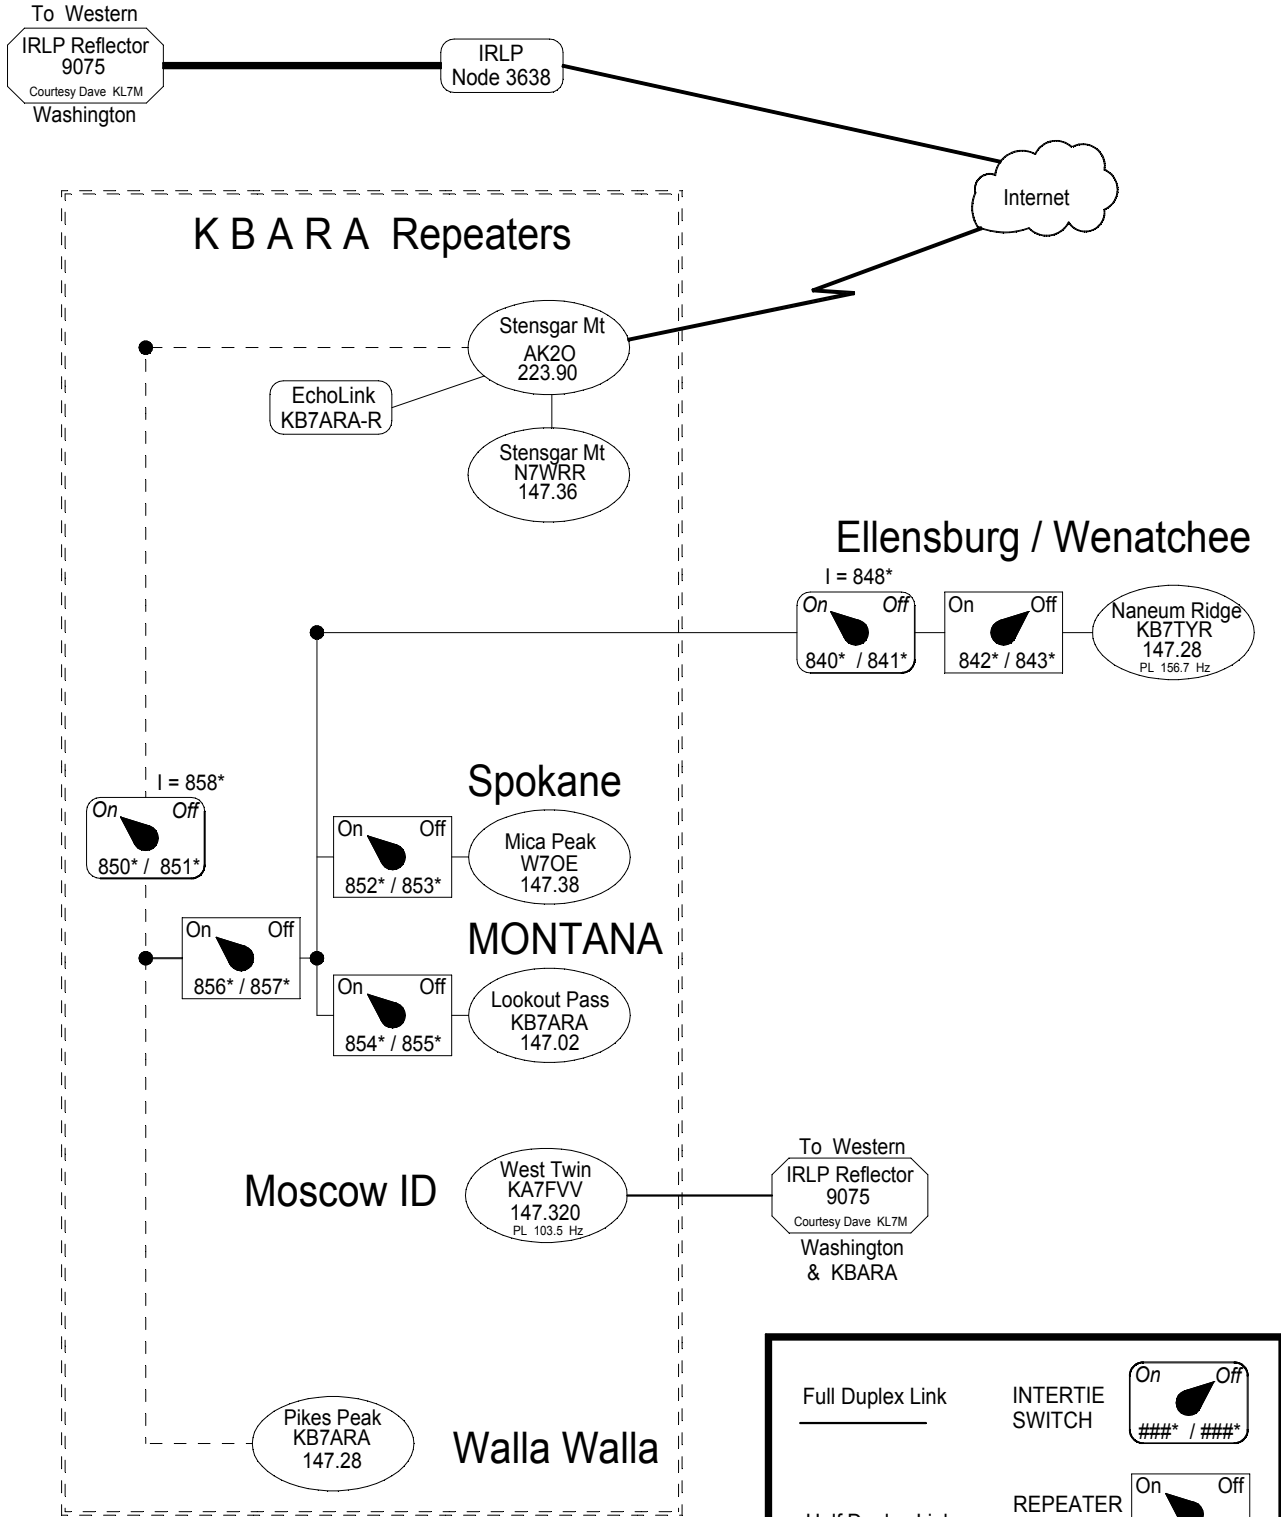 To Western
IRLP Reflector
9075
Courtesy Dave KL7M
Washington
IRLP
Node 3638
Internet
K B A R A Repeaters
Stensgar Mt
AK2O
223.90
EchoLink
KB7ARA-R
Stensgar Mt
N7WRR
147.36
Ellensburg / Wenatchee
I = 848*
On Off
840* / 841*
On Off
842* / 843*
Naneum Ridge
KB7TYR
147.28
PL 156.7 Hz
I = 858*
On Off
850* / 851*
Spokane
On Off
852* / 853*
Mica Peak
W7OE
147.38
On Off
856* / 857*
MONTANA
On Off
854* / 855*
Lookout Pass
KB7ARA
147.02
Moscow ID
West Twin
KA7FVV
147.320
PL 103.5 Hz
To Western
IRLP Reflector
9075
Courtesy Dave KL7M
Washington
& KBARA
Pikes Peak
KB7ARA
147.28
Walla Walla
Full Duplex Link
INTERTIE
SWITCH
On Off
###* / ###*
Half Duplex Link
REPEATER
On Off